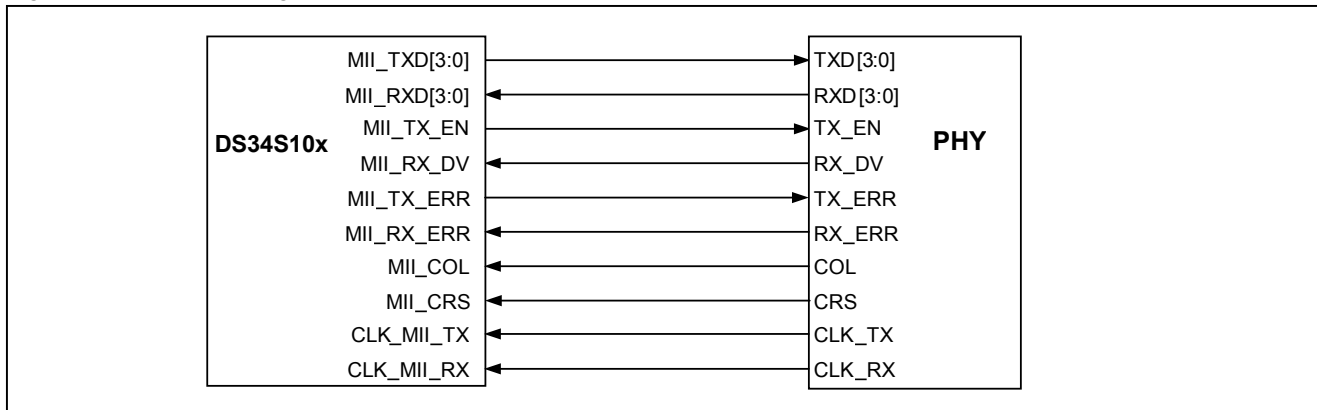 MII_TXD[3:0] TXD[3:0]
MII_RXD[3:0] RXD[3:0]
MII_TX_EN TX_EN
DS34S10x PHY
MII_RX_DV RX_DV
MII_TX_ERR TX_ERR
MII_RX_ERR RX_ERR
MII_COL COL
MII_CRS CRS
CLK_MII_TX CLK_TX
CLK_MII_RX CLK_RX